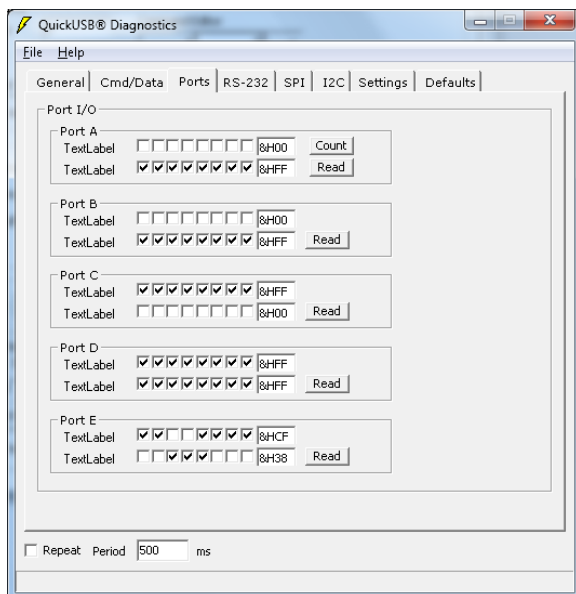 QuickUSB® Diagnostics
File Help
General Cmd/Data Ports RS-232 SPI I2C Settings Defaults
Port I/O
Port A
TextLabel &H00 Count
TextLabel &HFF Read
Port B
TextLabel &H00
TextLabel &HFF Read
Port C
TextLabel &HFF
TextLabel &H00 Read
Port D
TextLabel &HFF
TextLabel &HFF Read
Port E
TextLabel &HCF
TextLabel &H38 Read
Repeat Period 500 ms